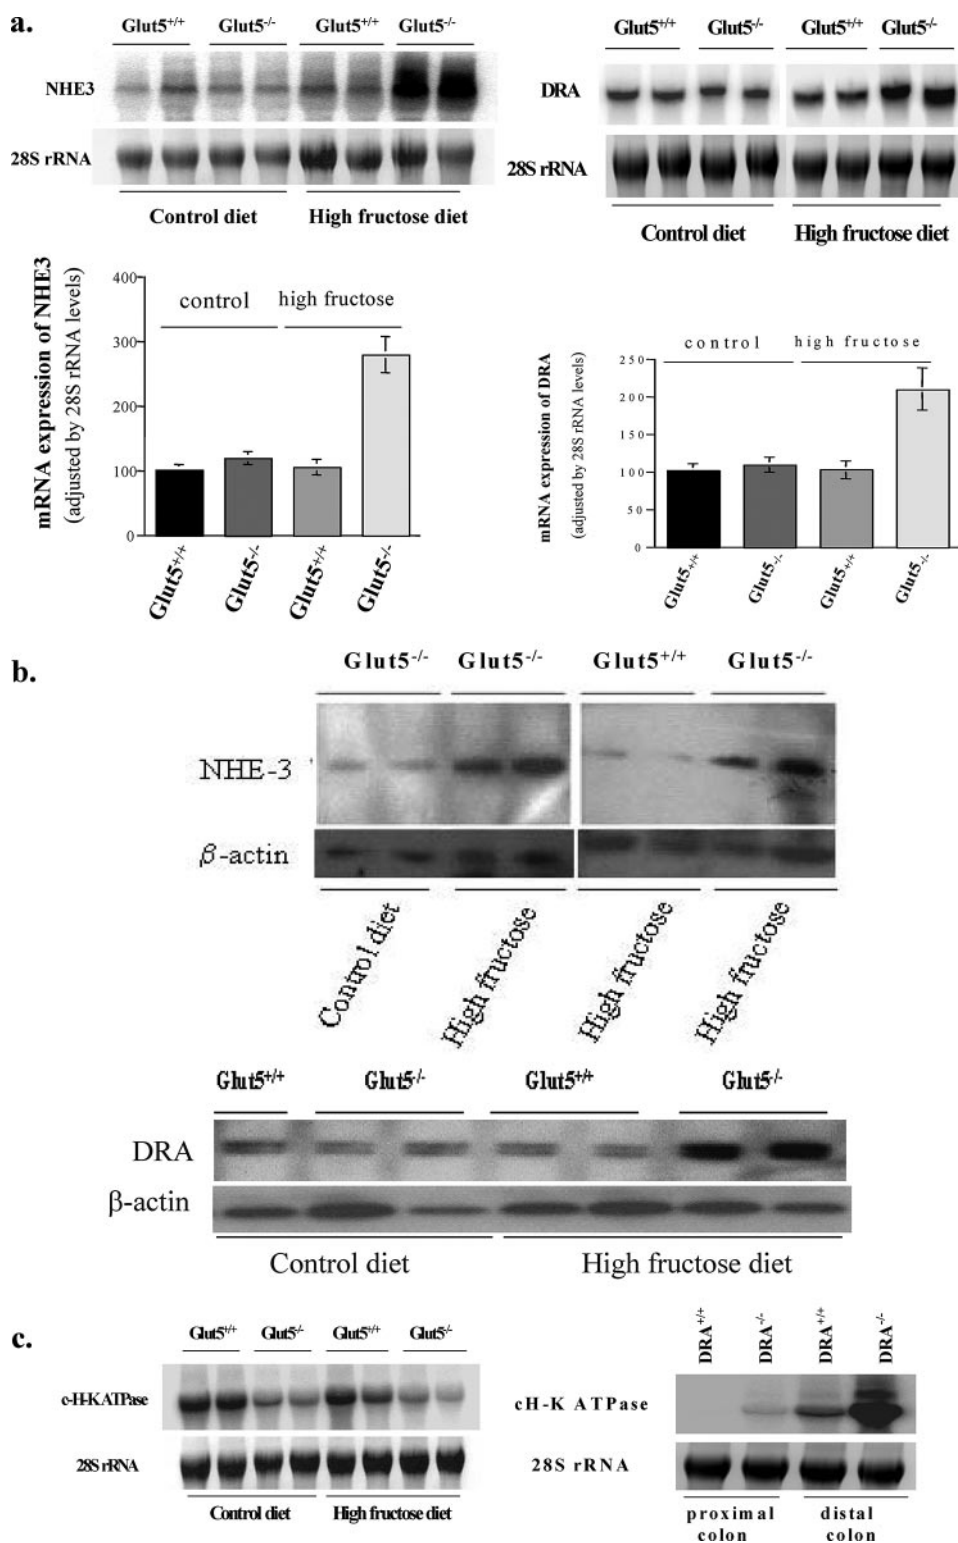 a.
Glut5+/+ Glut5-/- Glut5+/+ Glut5-/-
NHE3
28S rRNA
Control diet High fructose diet
Glut5+/+ Glut5-/- Glut5+/+ Glut5-/-
DRA
28S rRNA
Control diet High fructose diet
mRNA expression of NHE3
(adjusted by 28S rRNA levels)
400
300
200
100
0
control high fructose
Glut5+/+ Glut5-/- Glut5+/+ Glut5-/-
mRNA expression of DRA
(adjusted by 28S rRNA levels)
250
200
150
100
50
0
control high fructose
Glut5+/+ Glut5-/- Glut5+/+ Glut5-/-
b.
Glut5-/- Glut5-/- Glut5+/+ Glut5-/-
NHE-3
β-actin
Control diet High fructose High fructose High fructose
Glut5+/+ Glut5-/- Glut5+/+ Glut5-/-
DRA
β-actin
Control diet High fructose diet
c.
Glut5+/+ Glut5-/- Glut5+/+ Glut5-/-
c-H-K ATPase
28S rRNA
Control diet High fructose diet
DRA+/+ DRA-/- DRA+/+ DRA-/-
cH-K ATPase
28S rRNA
proximal distal
colon colon